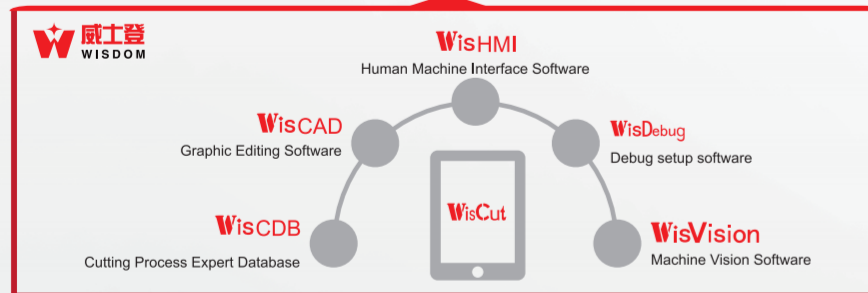 威士登
WISDOM
WisHMI
Human Machine Interface Software
WisCAD
Graphic Editing Software
WisDebug
Debug setup software
WisCut
WisCDB
Cutting Process Expert Database
WisVision
Machine Vision Software